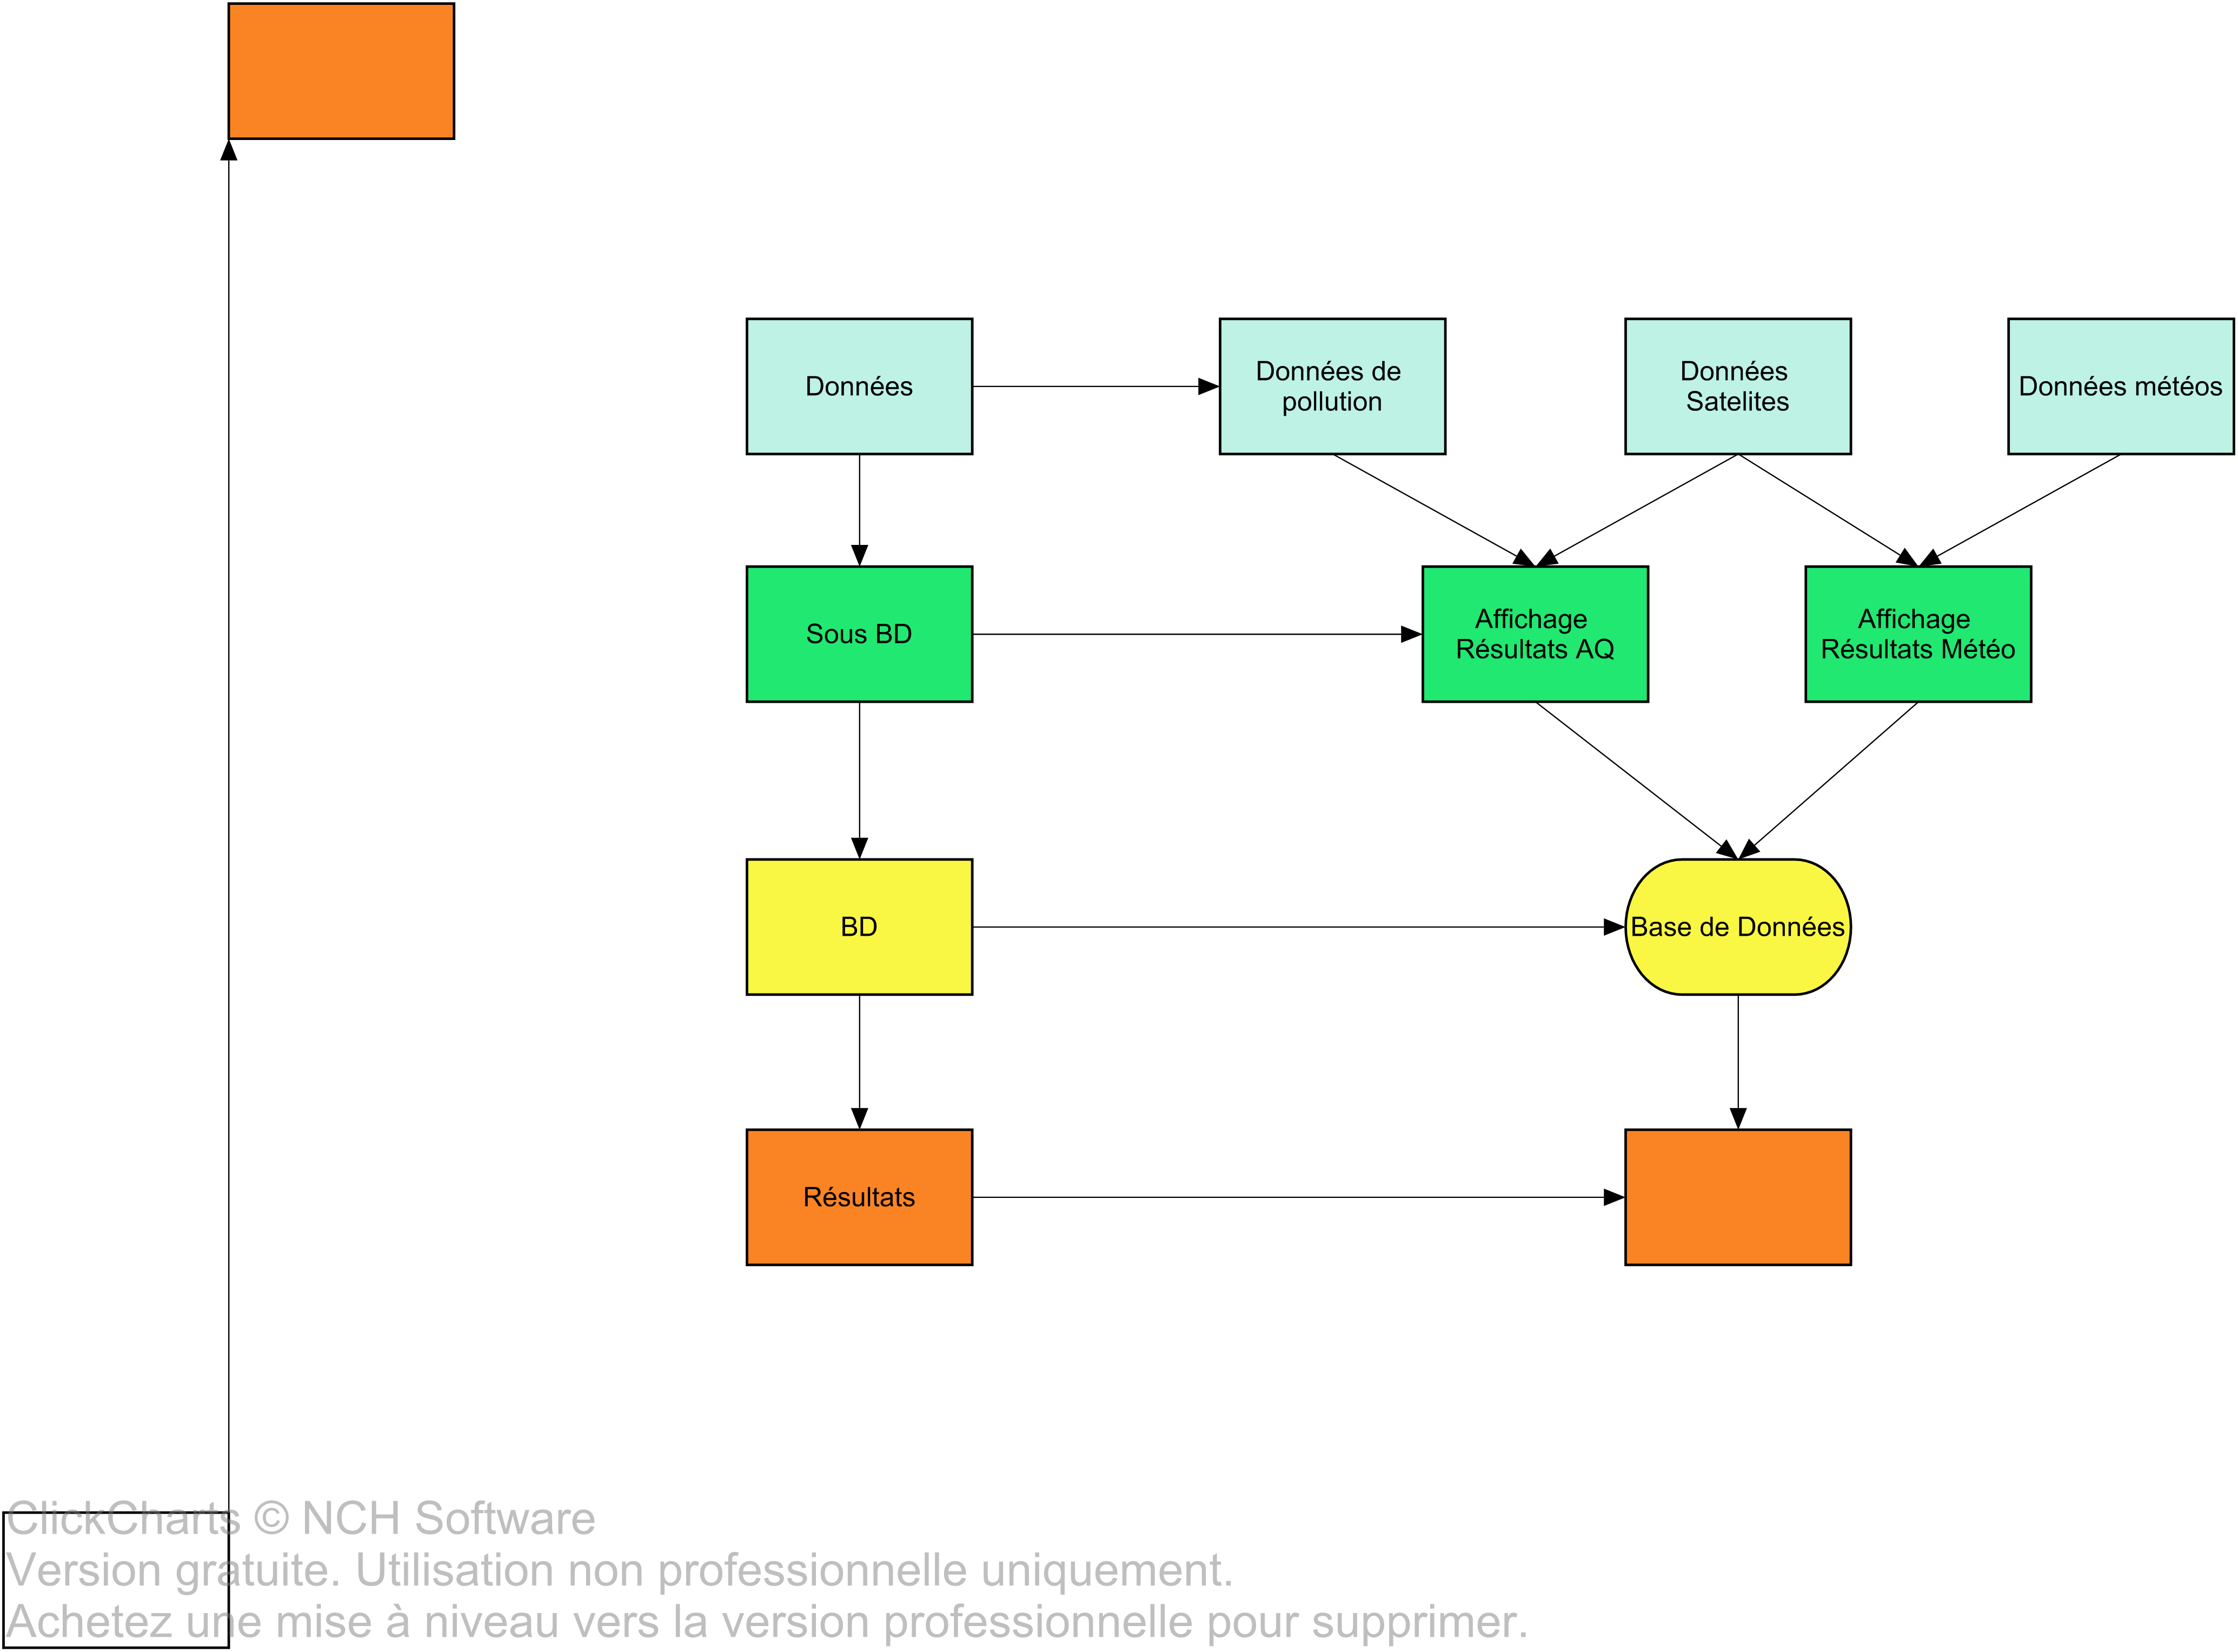 Données
Données de
pollution
Données
Satelites
Données météos
Sous BD
Affichage
Résultats AQ
Affichage
Résultats Météo
BD
Base de Données
Résultats
ClickCharts © NCH Software
Version gratuite. Utilisation non professionnelle uniquement.
Achetez une mise à niveau vers la version professionnelle pour supprimer.